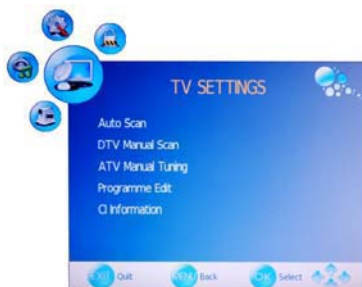 TV SETTINGS
Auto Scan
DTV Manual Scan
ATV Manual Tuning
Programme Edit
CI Information
EXIT Quit MENU Back OK Select